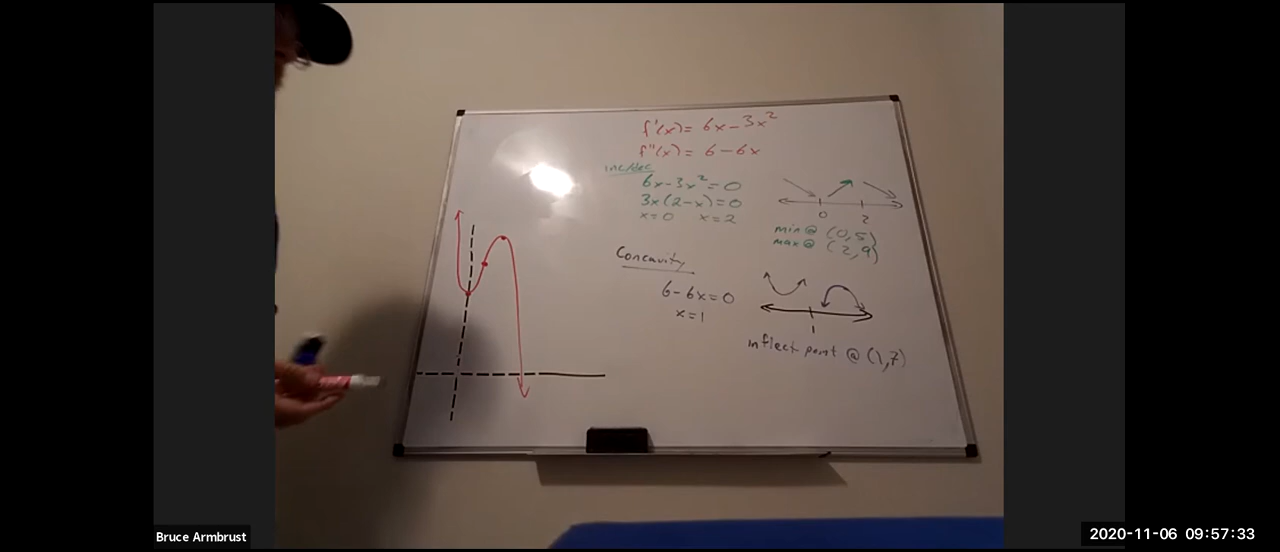 f'(x) = 6x - 3x²
f''(x) = 6 - 6x
inc/dec
6x - 3x² = 0
3x(2 - x) = 0
x = 0 x = 2
0 2
min @ (0,5)
max @ (2,9)
Concavity
6 - 6x = 0
x = 1
1
inflect point @ (1,7)
Bruce Armbrust
2020-11-06 09:57:33